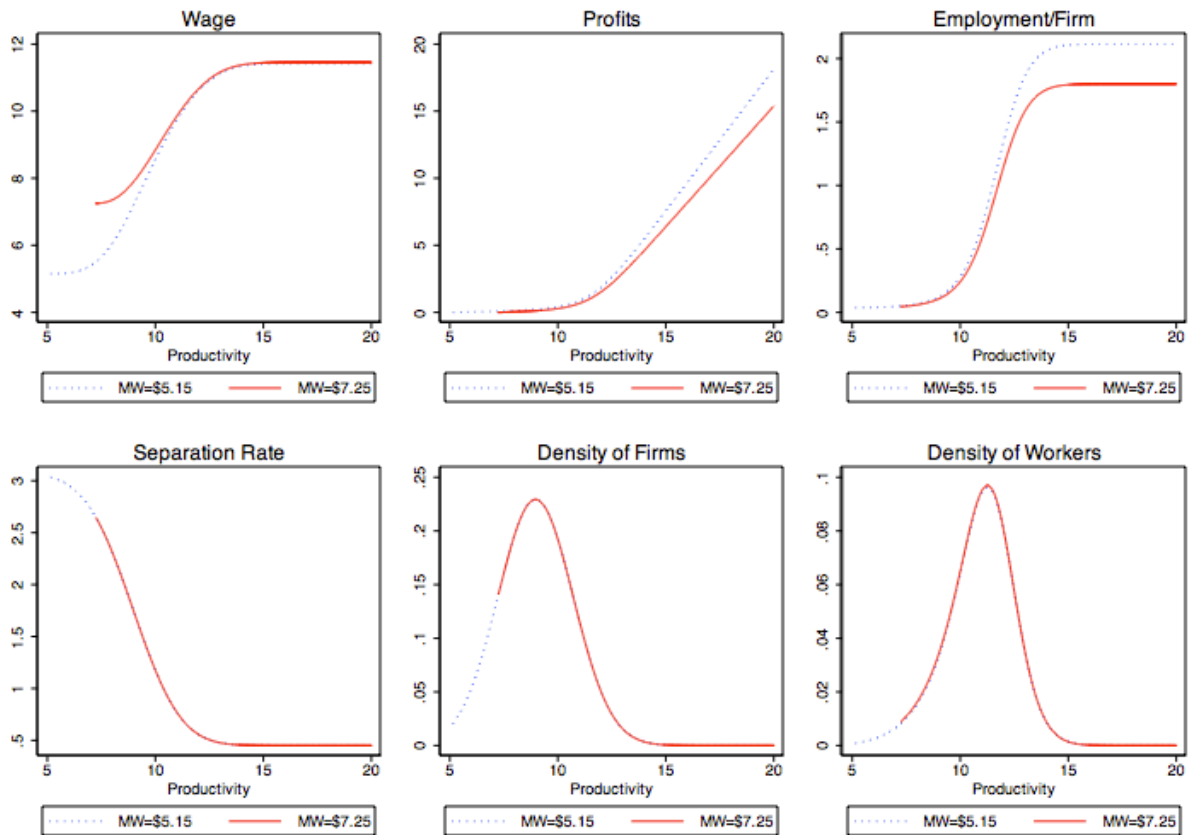 Wage
12
10
8
6
4
5 10 15 20
Productivity
MW=$5.15 MW=$7.25
Profits
20
15
10
5
0
5 10 15 20
Productivity
MW=$5.15 MW=$7.25
Employment/Firm
2
1.5
1
.5
0
5 10 15 20
Productivity
MW=$5.15 MW=$7.25
Separation Rate
3
2.5
2
1.5
1
.5
5 10 15 20
Productivity
MW=$5.15 MW=$7.25
Density of Firms
.25
.2
.15
.1
.05
0
5 10 15 20
Productivity
MW=$5.15 MW=$7.25
Density of Workers
.1
.08
.06
.04
.02
0
5 10 15 20
Productivity
MW=$5.15 MW=$7.25